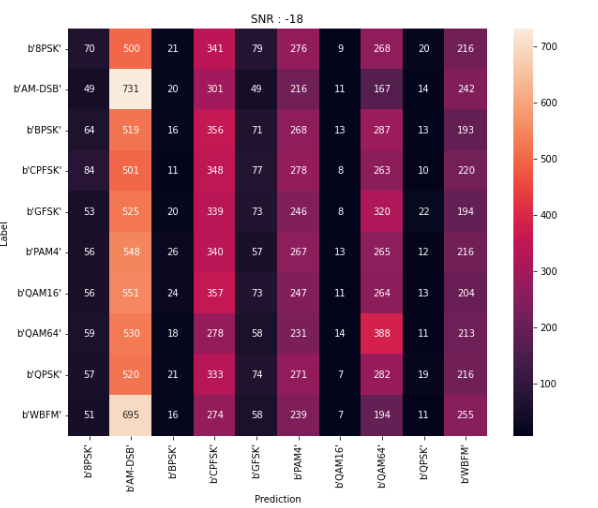 SNR : -18
b'8PSK' 70 500 21 341 79 276 9 268 20 216
b'AM-DSB' 49 731 20 301 49 216 11 167 14 242
b'BPSK' 64 519 16 356 71 268 13 287 13 193
b'CPFSK' 84 501 11 348 77 278 8 263 10 220
b'GFSK' 53 525 20 339 73 246 8 320 22 194
b'PAM4' 56 548 26 340 57 267 13 265 12 216
b'QAM16' 56 551 24 357 73 247 11 264 13 204
b'QAM64' 59 530 18 278 58 231 14 388 11 213
b'QPSK' 57 520 21 333 74 271 7 282 19 216
b'WBFM' 51 695 16 274 58 239 7 194 11 255
b'8PSK' b'AM-DSB' b'BPSK' b'CPFSK' b'GFSK' b'PAM4' b'QAM16' b'QAM64' b'QPSK' b'WBFM'
Prediction
Label
700
600
500
400
300
200
100